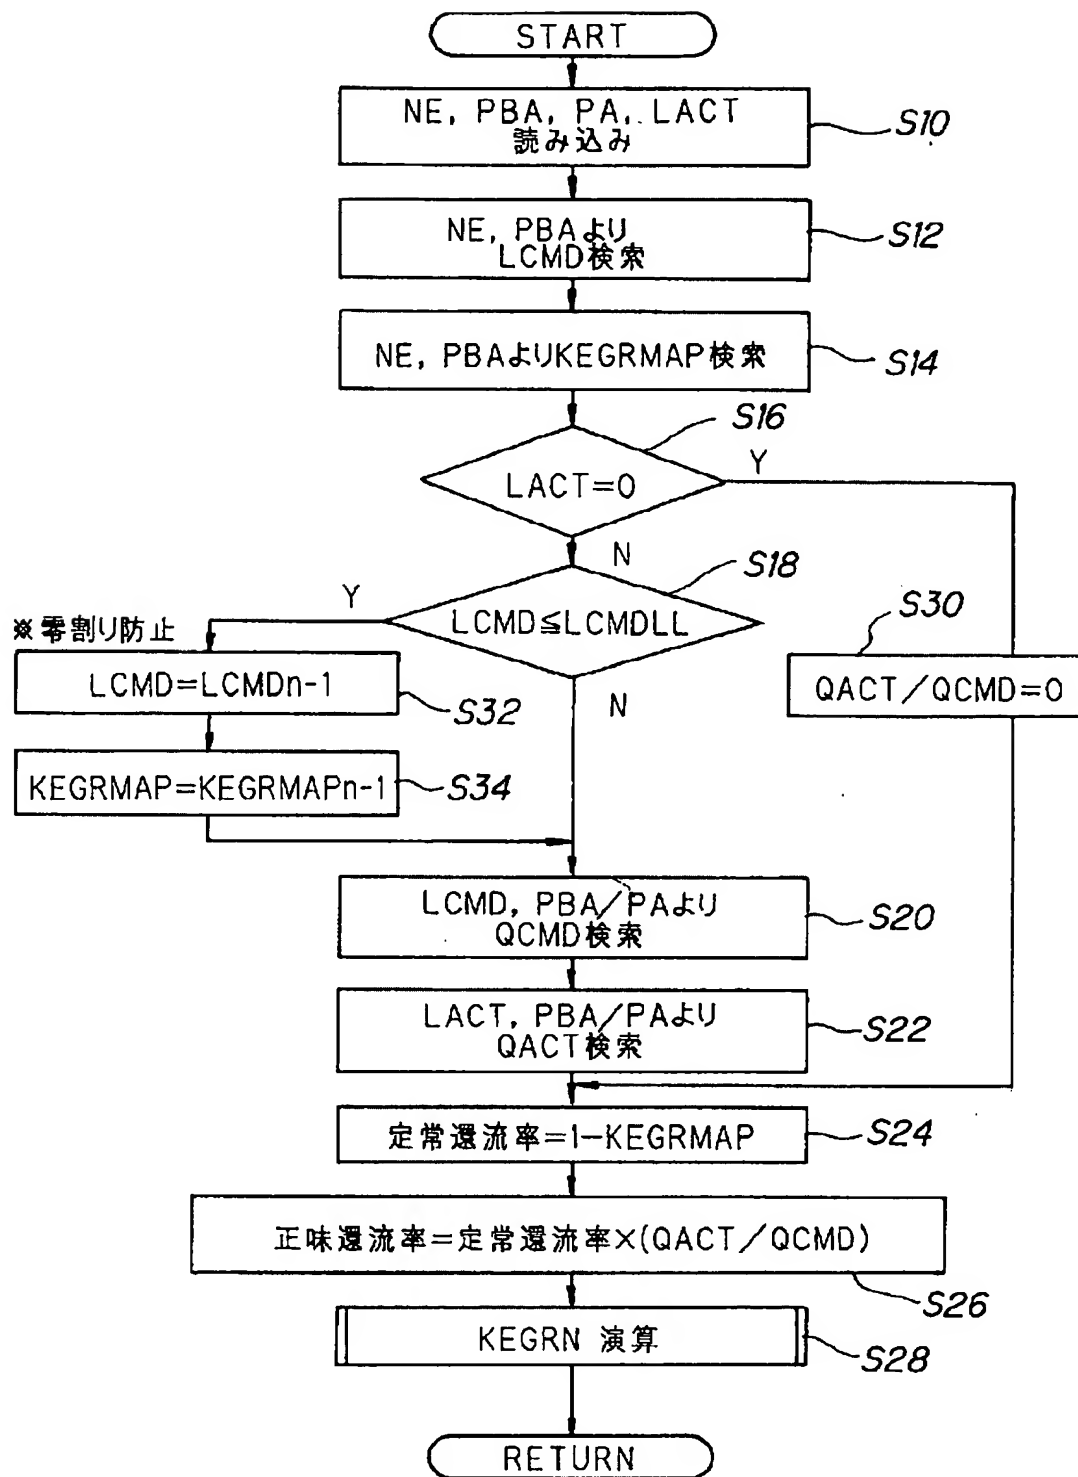 START
NE, PBA, PA, LACT
読み込み
S10
NE, PBAより
LCMD検索
S12
NE, PBAよりKEGRMAP検索
S14
S16
LACT=0
Y
N
S18
Y
LCMD≦LCMDLL
S30
※零割り防止
LCMD=LCMDn-1
S32
N
QACT/QCMD=0
KEGRMAP=KEGRMAPn-1
S34
LCMD, PBA/PAより
QCMD検索
S20
LACT, PBA/PAより
QACT検索
S22
定常還流率=1-KEGRMAP
S24
正味還流率=定常還流率×(QACT/QCMD)
S26
KEGRN 演算
S28
RETURN